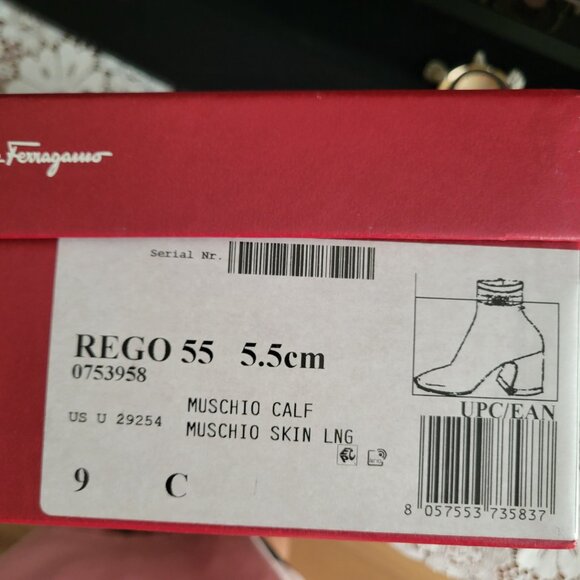 Ferragamo
Serial Nr.
REGO 55 5.5cm
0753958
US U 29254
MUSCHIO CALF
MUSCHIO SKIN LNG
UPC/EAN
9 C
8 057553 735837